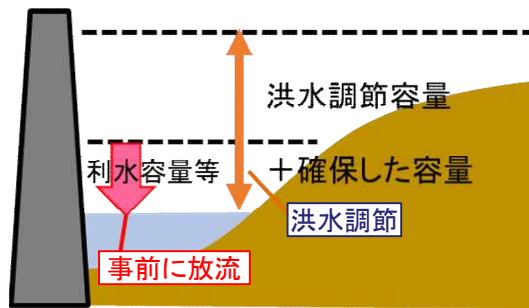 洪水調節容量
利水容量等
＋確保した容量
洪水調節
事前に放流